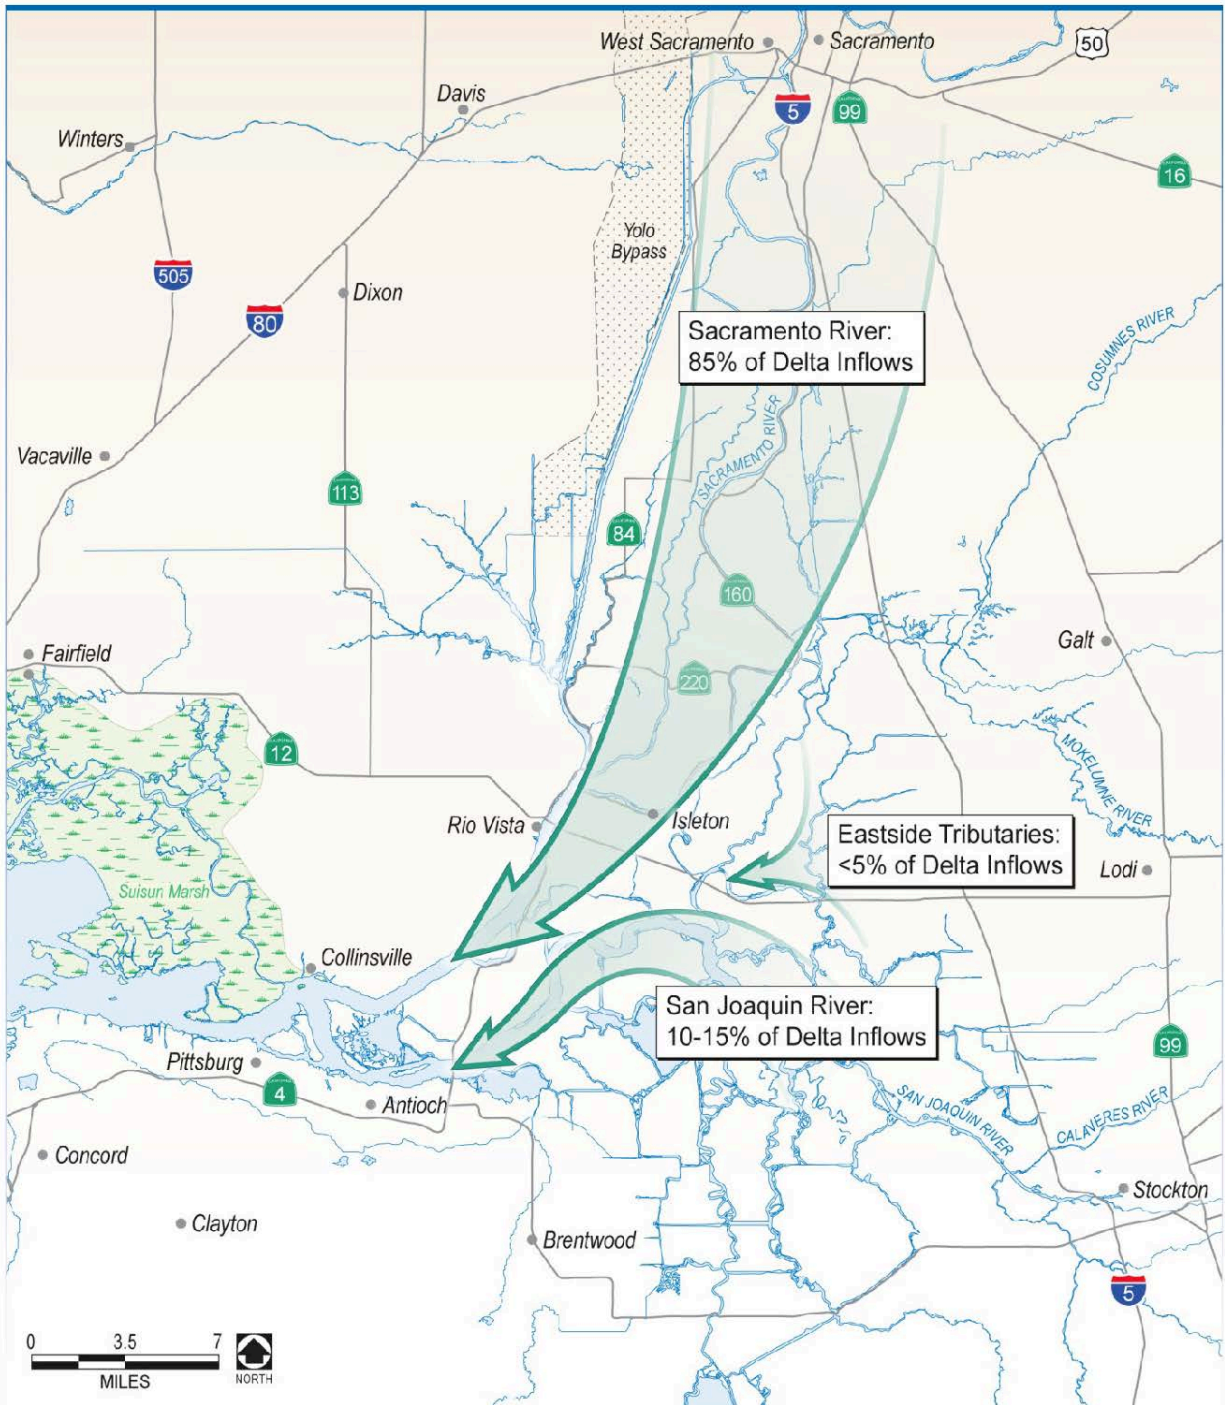 West Sacramento
Sacramento
50
Davis
5
99
Winters
16
Yolo
Bypass
505
Dixon
80
COSUMNES RIVER
Sacramento River:
85% of Delta Inflows
SACRAMENTO RIVER
Vacaville
113
84
160
Fairfield
Galt
220
12
MOKELUMNE RIVER
Rio Vista
Isleton
Eastside Tributaries:
<5% of Delta Inflows
Lodi
Suisun Marsh
Collinsville
San Joaquin River:
10-15% of Delta Inflows
99
Pittsburg
4
Antioch
SAN JOAQUIN RIVER
CALAVERES RIVER
Concord
Stockton
Clayton
Brentwood
5
0 3.5 7
MILES
NORTH